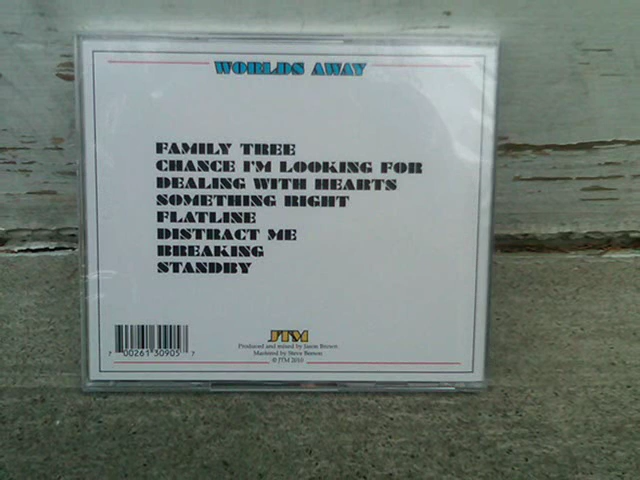 WORLDS AWAY
FAMILY TREE
CHANCE I'M LOOKING FOR
DEALING WITH HEARTS
SOMETHING RIGHT
FLATLINE
DISTRACT ME
BREAKING
STANDBY
JTM
Produced and mixed by Jason Brown
Mastered by Steve
© JTM 2010
7 00261 30905 7